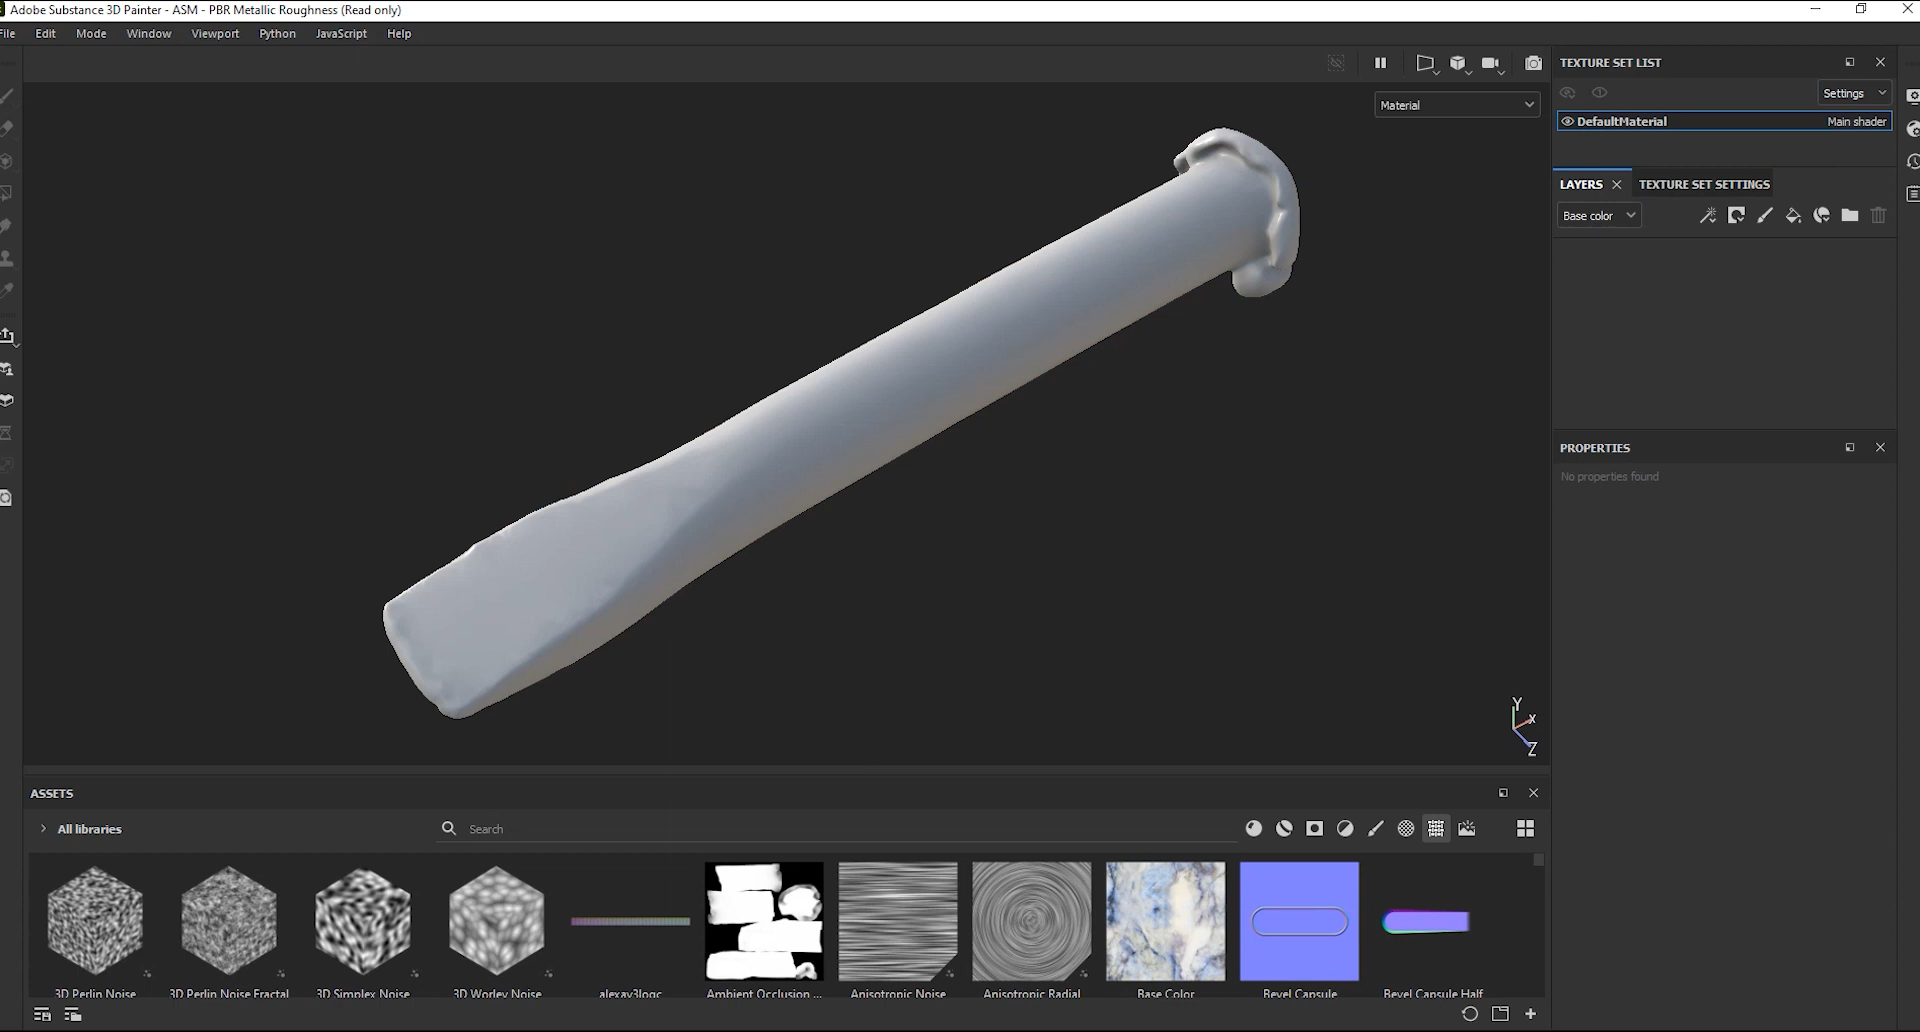 Adobe Substance 3D Painter - ASM - PBR Metallic Roughness (Read only)
File Edit Mode Window Viewport Python JavaScript Help
Material
TEXTURE SET LIST
Settings
DefaultMaterial Main shader
LAYERS TEXTURE SET SETTINGS
Base color
PROPERTIES
No properties found
Y
X
Z
ASSETS
All libraries
Search
3D Perlin Noise 3D Perlin Noise Fractal 3D Simplex Noise 3D Worley Noise Ambient Occlusion ... Anisotropic Noise Anisotropic Radial Base Color Bevel Capsule Bevel Capsule Half